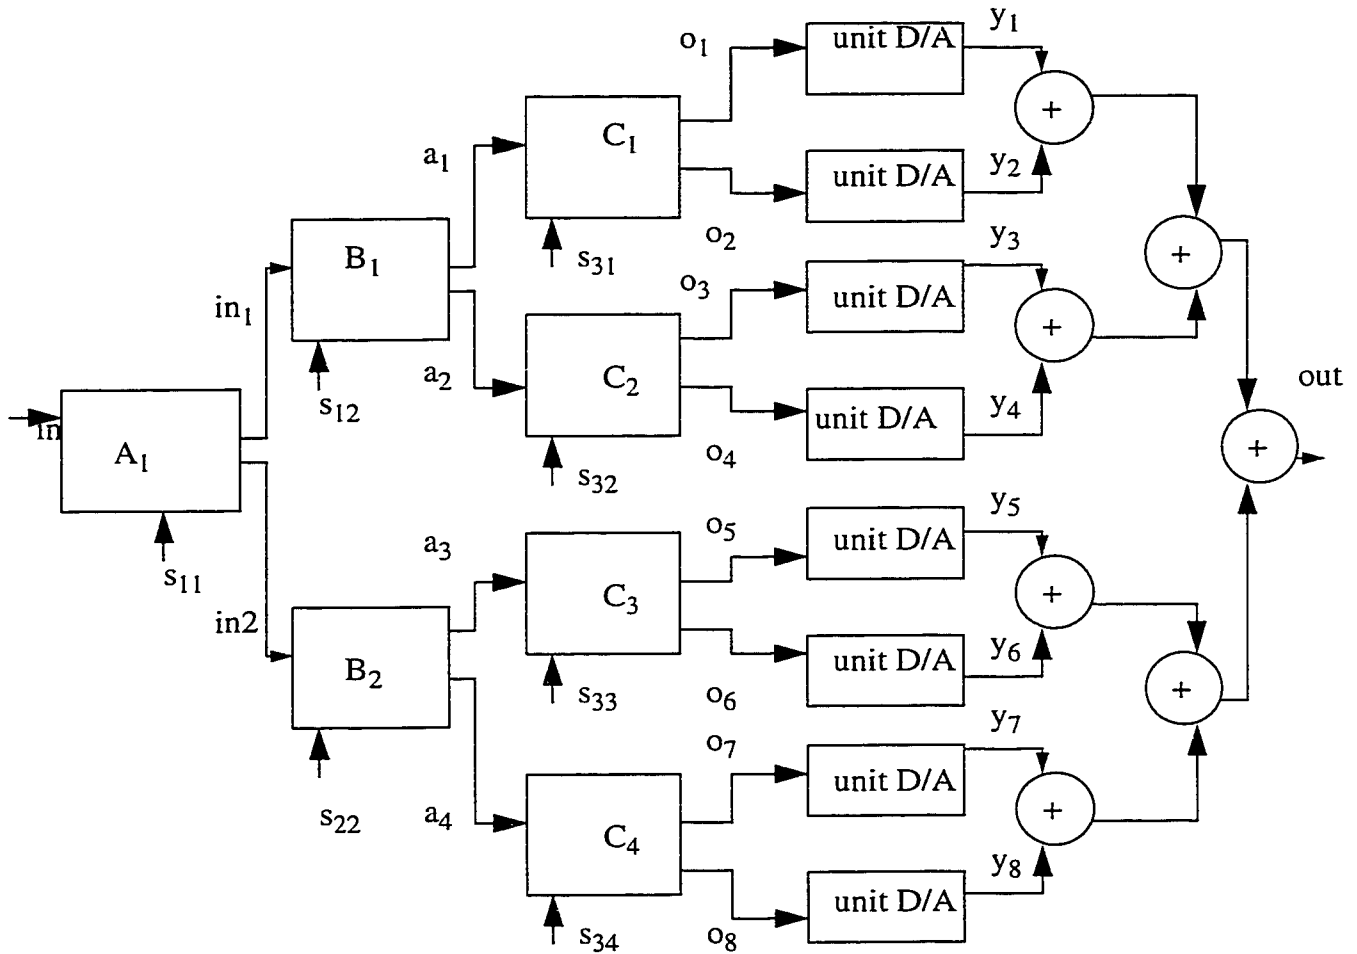 in
A1
s11
in1
in2
B1
s12
B2
s22
a1
a2
a3
a4
C1
s31
C2
s32
C3
s33
C4
s34
o1
o2
o3
o4
o5
o6
o7
o8
unit D/A
unit D/A
unit D/A
unit D/A
unit D/A
unit D/A
unit D/A
unit D/A
y1
y2
y3
y4
y5
y6
y7
y8
+
+
+
+
+
+
+
out